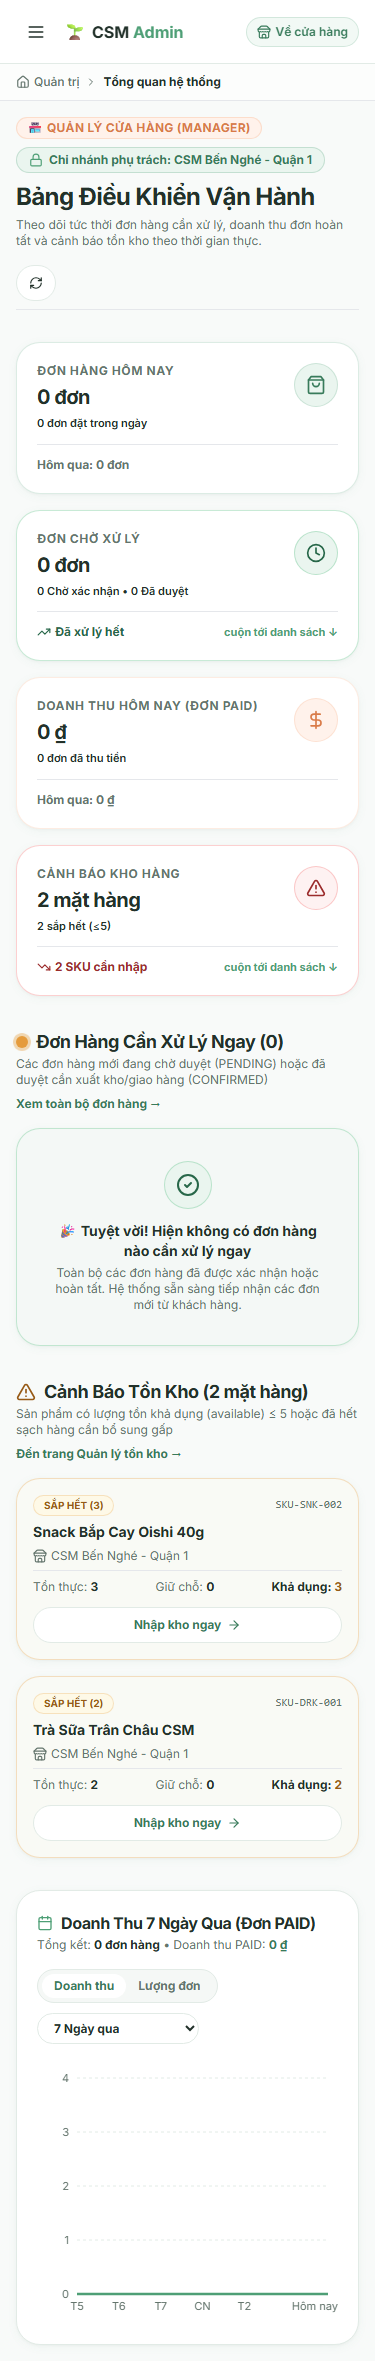 CSM Admin
Về cửa hàng
Quản trị > Tổng quan hệ thống
QUẢN LÝ CỬA HÀNG (MANAGER)
Chi nhánh phụ trách: CSM Bến Nghé - Quận 1
Bảng Điều Khiển Vận Hành
Theo dõi tức thời đơn hàng cần xử lý, doanh thu đơn hoàn
tất và cảnh báo tồn kho theo thời gian thực.
ĐƠN HÀNG HÔM NAY
0 đơn
0 đơn đặt trong ngày
Hôm qua: 0 đơn
ĐƠN CHỜ XỬ LÝ
0 đơn
0 Chờ xác nhận • 0 Đã duyệt
Đã xử lý hết
cuộn tới danh sách ↓
DOANH THU HÔM NAY (ĐƠN PAID)
0 ₫
0 đơn đã thu tiền
Hôm qua: 0 ₫
CẢNH BÁO KHO HÀNG
2 mặt hàng
2 sắp hết (≤5)
2 SKU cần nhập
cuộn tới danh sách ↓
Đơn Hàng Cần Xử Lý Ngay (0)
Các đơn hàng mới đang chờ duyệt (PENDING) hoặc đã
duyệt cần xuất kho/giao hàng (CONFIRMED)
Xem toàn bộ đơn hàng →
🎉 Tuyệt vời! Hiện không có đơn hàng
nào cần xử lý ngay
Toàn bộ các đơn hàng đã được xác nhận hoặc
hoàn tất. Hệ thống sẵn sàng tiếp nhận các đơn
mới từ khách hàng.
Cảnh Báo Tồn Kho (2 mặt hàng)
Sản phẩm có lượng tồn khả dụng (available) ≤ 5 hoặc đã hết
sạch hàng cần bổ sung gấp
Đến trang Quản lý tồn kho →
SẮP HẾT (3)
SKU-SNK-002
Snack Bắp Cay Oishi 40g
CSM Bến Nghé - Quận 1
Tồn thực: 3 Giữ chỗ: 0 Khả dụng: 3
Nhập kho ngay →
SẮP HẾT (2)
SKU-DRK-001
Trà Sữa Trân Châu CSM
CSM Bến Nghé - Quận 1
Tồn thực: 2 Giữ chỗ: 0 Khả dụng: 2
Nhập kho ngay →
Doanh Thu 7 Ngày Qua (Đơn PAID)
Tổng kết: 0 đơn hàng • Doanh thu PAID: 0 ₫
Doanh thu Lượng đơn
7 Ngày qua
4
3
2
1
0
T5 T6 T7 CN T2 Hôm nay